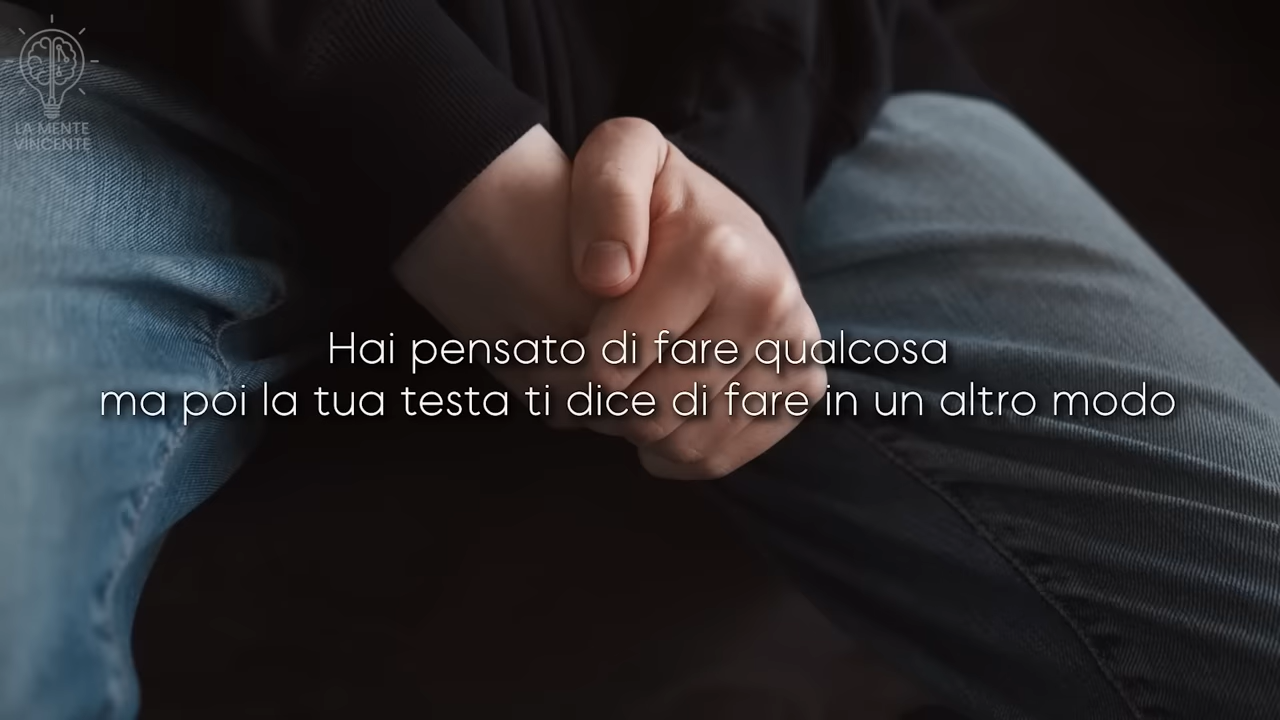 LA MENTE
VINCENTE
Hai pensato di fare qualcosa
ma poi la tua testa ti dice di fare in un altro modo